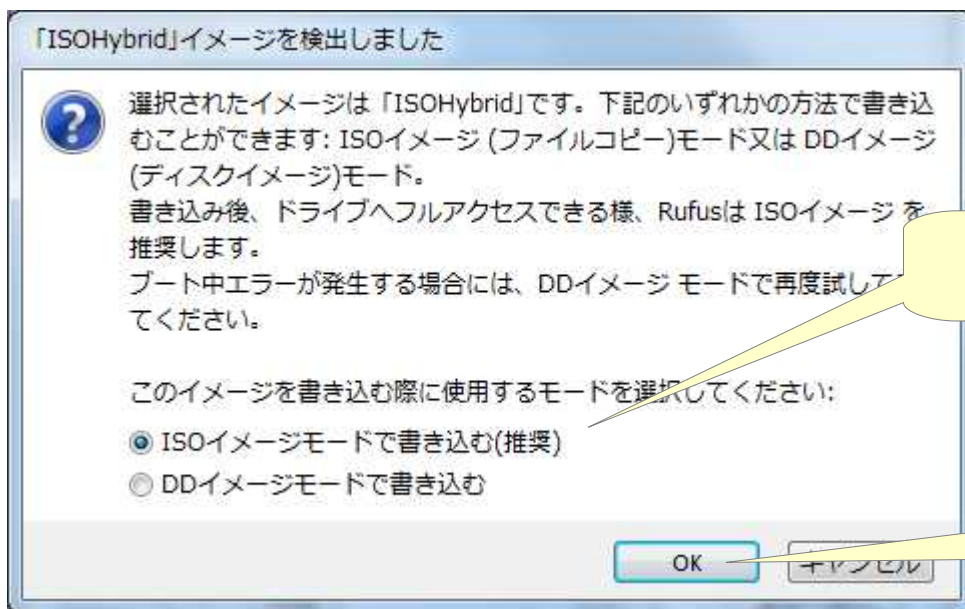 「ISOHybrid」イメージを検出しました
選択されたイメージは「ISOHybrid」です。下記のいずれかの方法で書き込
むことができます: ISOイメージ (ファイルコピー)モード又は DDイメージ
(ディスクイメージ)モード。
書き込み後、ドライブへフルアクセスできる様、Rufusは ISOイメージ を
推奨します。
ブート中エラーが発生する場合には、DDイメージ モードで再度試して
てください。
このイメージを書き込む際に使用するモードを選択してください:
ISOイメージモードで書き込む(推奨)
DDイメージモードで書き込む
OK
キャンセル